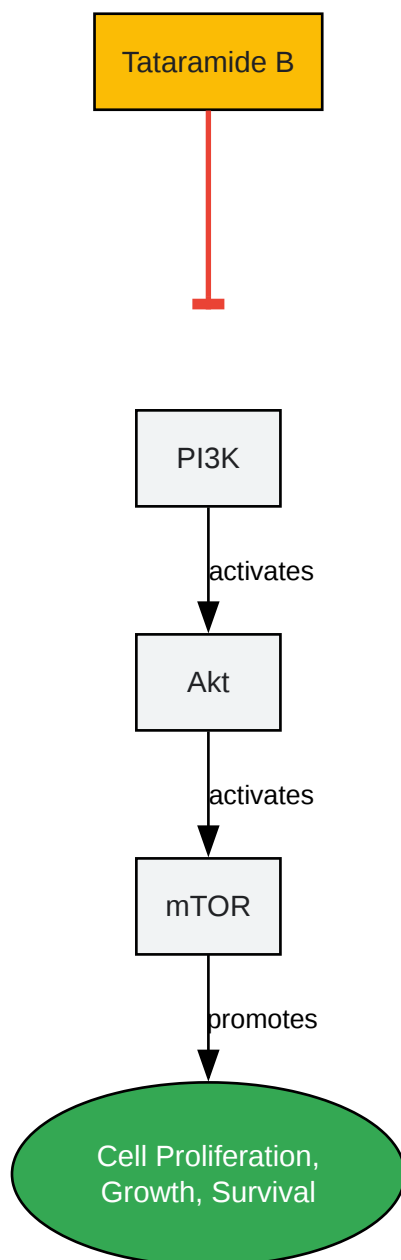 Tataramide B
PI3K
activates
Akt
activates
mTOR
promotes
Cell Proliferation,
Growth, Survival